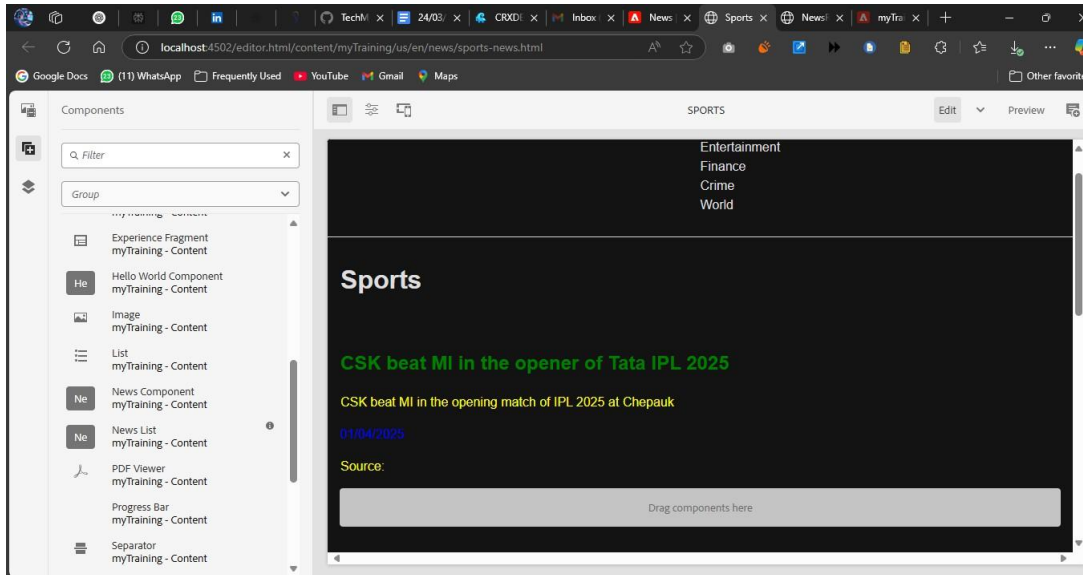 TechM
24/03/
CRXDE
Inbox
News
Sports
NewsF
myTrai
localhost:4502/editor.html/content/myTraining/us/en/news/sports-news.html
Google Docs
(11) WhatsApp
Frequently Used
YouTube
Gmail
Maps
Other favorite
Components
SPORTS
Edit
Preview
Filter
Group
myTraining - Content
Experience Fragment
myTraining - Content
He
Hello World Component
myTraining - Content
Image
myTraining - Content
List
myTraining - Content
Ne
News Component
myTraining - Content
Ne
News List
myTraining - Content
PDF Viewer
myTraining - Content
Progress Bar
myTraining - Content
Separator
myTraining - Content
Entertainment
Finance
Crime
World
Sports
CSK beat MI in the opener of Tata IPL 2025
CSK beat MI in the opening match of IPL 2025 at Chepauk
01/04/2025
Source:
Drag components here